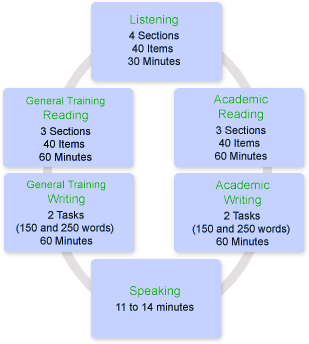 Listening
4 Sections
40 Items
30 Minutes
General Training
Reading
3 Sections
40 Items
60 Minutes
Academic
Reading
3 Sections
40 Items
60 Minutes
General Training
Writing
2 Tasks
(150 and 250 words)
60 Minutes
Academic
Writing
2 Tasks
(150 and 250 words)
60 Minutes
Speaking
11 to 14 minutes